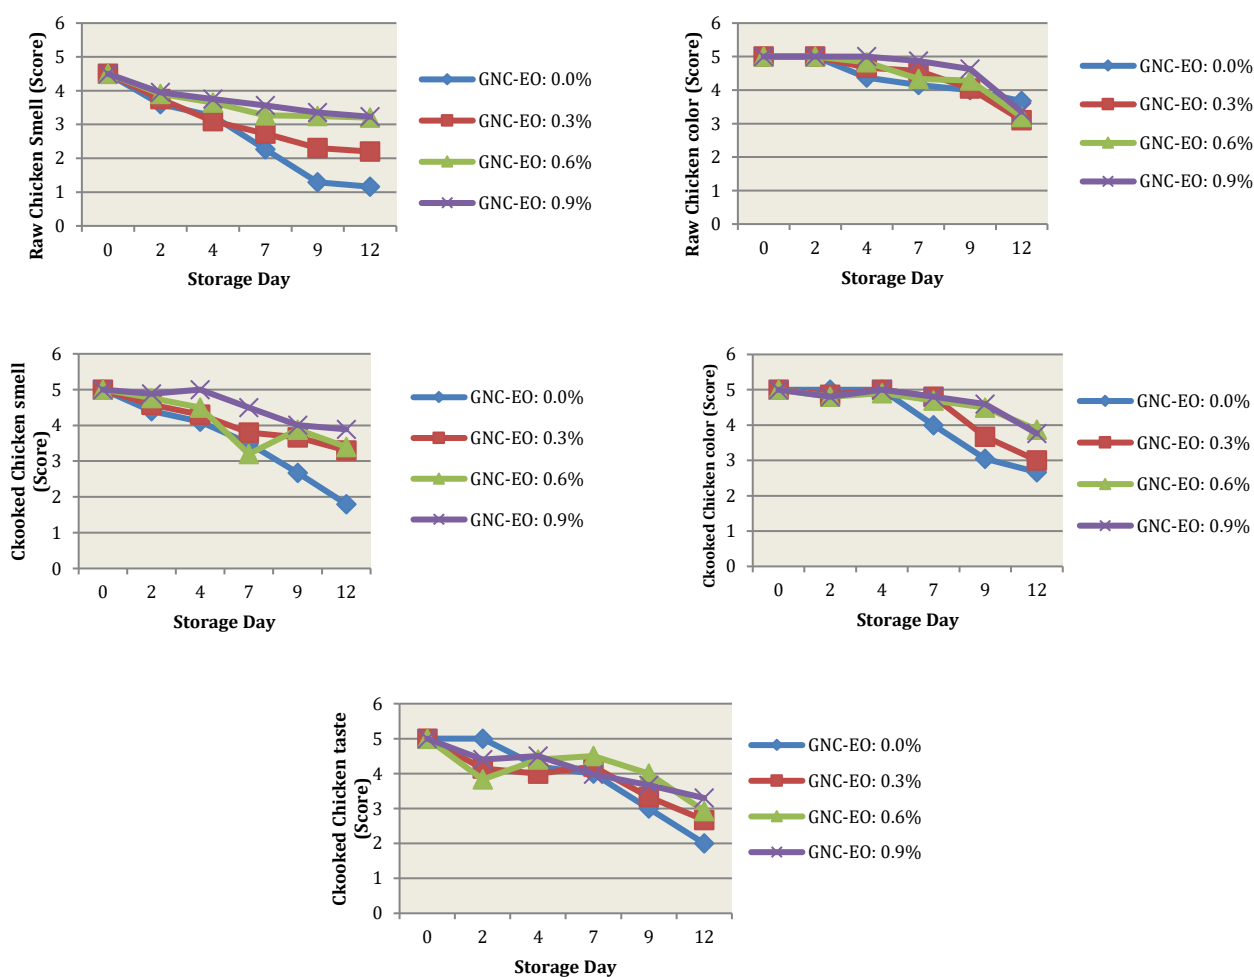 Raw Chicken Smell (Score)
6
5
4
3
2
1
0
0 2 4 7 9 12
Storage Day
GNC-EO: 0.0%
GNC-EO: 0.3%
GNC-EO: 0.6%
GNC-EO: 0.9%
Raw Chicken color (Score)
6
5
4
3
2
1
0
0 2 4 7 9 12
Storage Day
GNC-EO: 0.0%
GNC-EO: 0.3%
GNC-EO: 0.6%
GNC-EO: 0.9%
Ckooked Chicken smell
(Score)
6
5
4
3
2
1
0
0 2 4 7 9 12
Storage Day
GNC-EO: 0.0%
GNC-EO: 0.3%
GNC-EO: 0.6%
GNC-EO: 0.9%
Ckooked Chicken color (Score)
6
5
4
3
2
1
0
0 2 4 7 9 12
Storage Day
GNC-EO: 0.0%
GNC-EO: 0.3%
GNC-EO: 0.6%
GNC-EO: 0.9%
Ckooked Chicken taste
(Score)
6
5
4
3
2
1
0
0 2 4 7 9 12
Storage Day
GNC-EO: 0.0%
GNC-EO: 0.3%
GNC-EO: 0.6%
GNC-EO: 0.9%